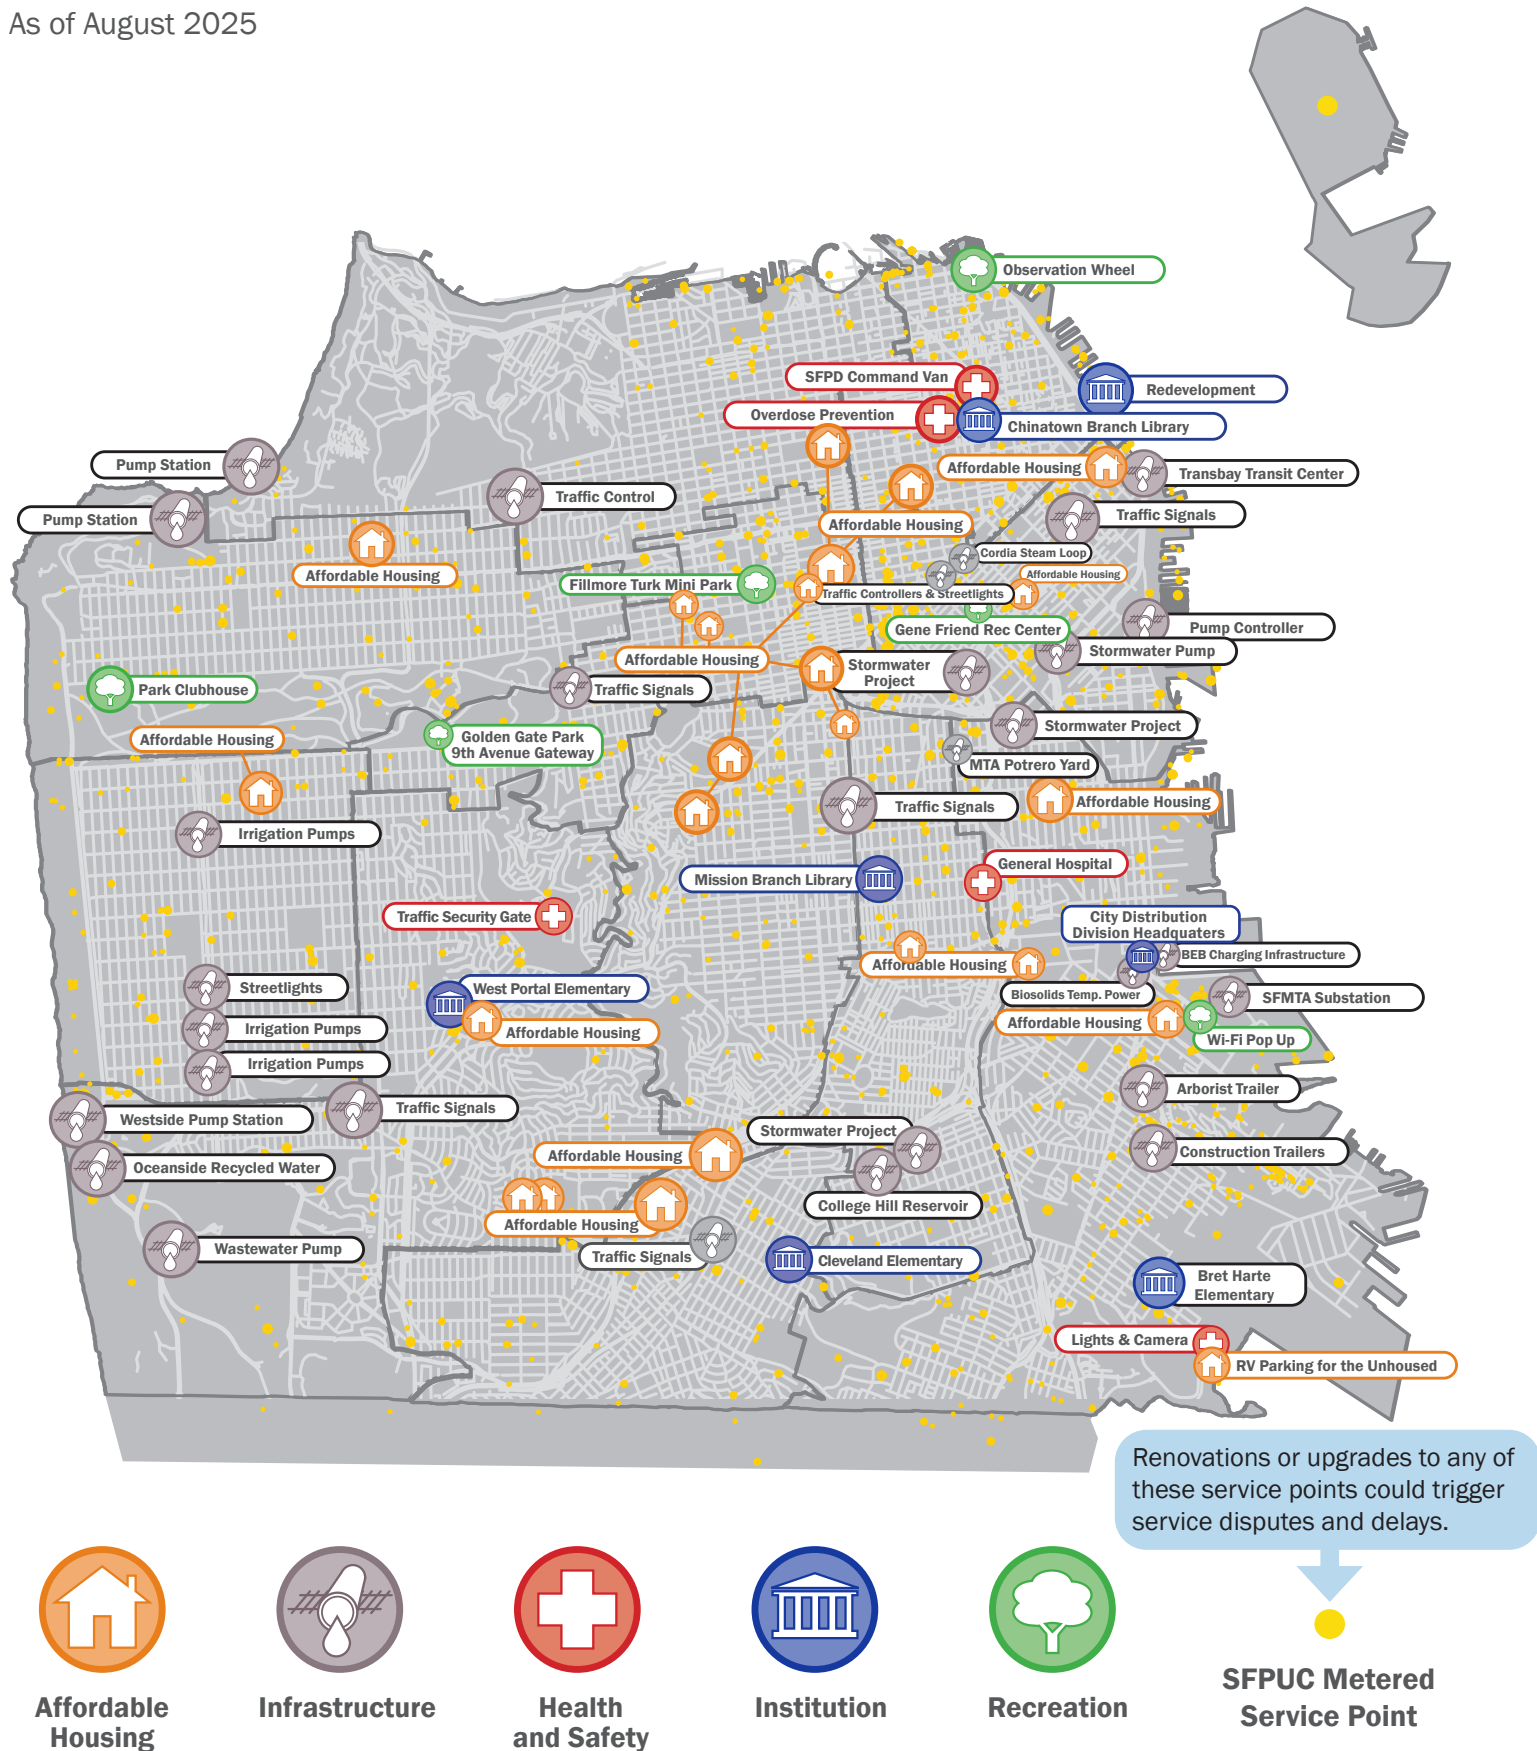 As of August 2025
Observation Wheel
SFPD Command Van
Redevelopment
Overdose Prevention
Chinatown Branch Library
Pump Station
Affordable Housing
Transbay Transit Center
Traffic Control
Pump Station
Traffic Signals
Affordable Housing
Cordia Steam Loop
Affordable Housing
Affordable Housing
Fillmore Turk Mini Park
Traffic Controllers & Streetlights
Gene Friend Rec Center
Pump Controller
Stormwater Pump
Affordable Housing
Stormwater
Project
Park Clubhouse
Traffic Signals
Stormwater Project
Affordable Housing
Golden Gate Park
9th Avenue Gateway
MTA Potrero Yard
Affordable Housing
Traffic Signals
Irrigation Pumps
General Hospital
Mission Branch Library
Traffic Security Gate
City Distribution
Division Headquaters
BEB Charging Infrastructure
Affordable Housing
Streetlights
West Portal Elementary
Biosolids Temp. Power
SFMTA Substation
Irrigation Pumps
Affordable Housing
Affordable Housing
Wi-Fi Pop Up
Irrigation Pumps
Arborist Trailer
Traffic Signals
Westside Pump Station
Stormwater Project
Affordable Housing
Construction Trailers
Oceanside Recycled Water
College Hill Reservoir
Affordable Housing
Wastewater Pump
Traffic Signals
Cleveland Elementary
Bret Harte
Elementary
Lights & Camera
RV Parking for the Unhoused
Renovations or upgrades to any of
these service points could trigger
service disputes and delays.
Affordable
Housing
Infrastructure
Health
and Safety
Institution
Recreation
SFPUC Metered
Service Point